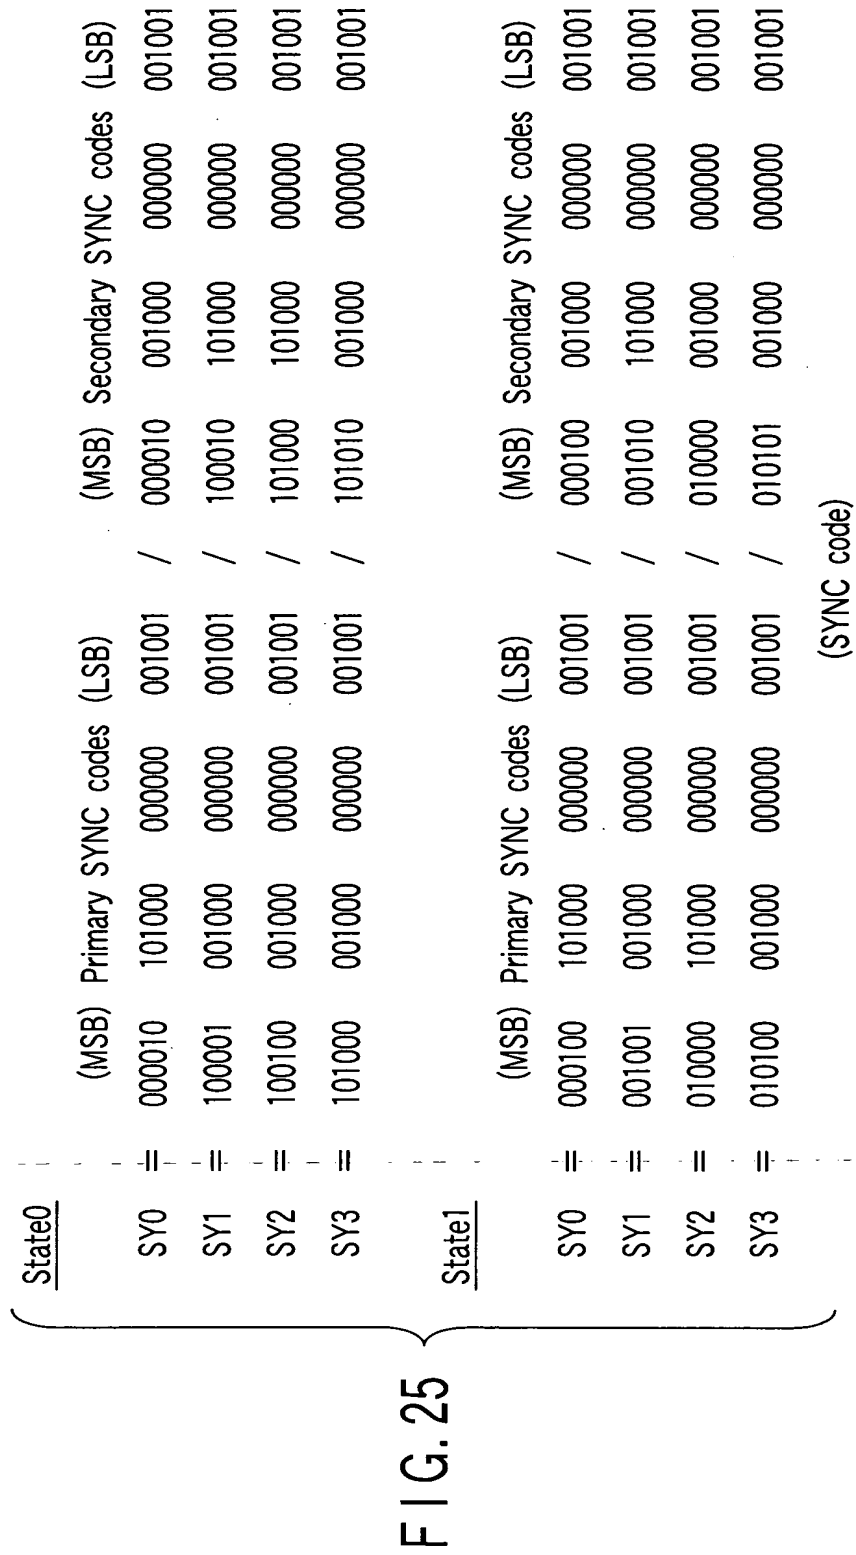 FIG. 25
State0
(MSB) Primary SYNC codes (LSB) (MSB) Secondary SYNC codes (LSB)
SY0 = 000010 101000 000000 001001 / 000010 001000 000000 001001
SY1 = 100001 001000 000000 001001 / 100010 101000 000000 001001
SY2 = 100100 001000 000000 001001 / 101000 101000 000000 001001
SY3 = 101000 001000 000000 001001 / 101010 001000 000000 001001
State1
(MSB) Primary SYNC codes (LSB) (MSB) Secondary SYNC codes (LSB)
SY0 = 000100 101000 000000 001001 / 000100 001000 000000 001001
SY1 = 001001 001000 000000 001001 / 001010 101000 000000 001001
SY2 = 010000 101000 000000 001001 / 010000 001000 000000 001001
SY3 = 010100 001000 000000 001001 / 010101 001000 000000 001001
(SYNC code)